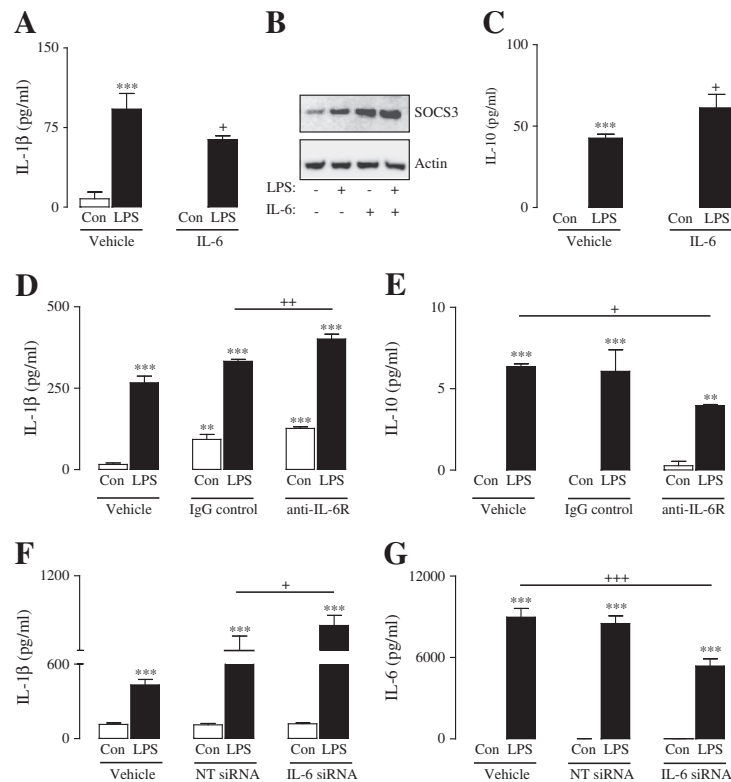 A
B
C
150
75
0
IL-1β (pg/ml)
***
+
Con LPS Con LPS
Vehicle IL-6
SOCS3
Actin
LPS: - + - +
IL-6: - - + +
100
50
0
IL-10 (pg/ml)
***
+
Con LPS Con LPS
Vehicle IL-6
D
E
500
250
0
IL-1β (pg/ml)
++
***
**
***
***
***
Con LPS Con LPS Con LPS
Vehicle IgG control anti-IL-6R
10
5
0
IL-10 (pg/ml)
+
***
***
**
Con LPS Con LPS Con LPS
Vehicle IgG control anti-IL-6R
F
G
1200
600
0
IL-1β (pg/ml)
+
***
***
***
Con LPS Con LPS Con LPS
Vehicle NT siRNA IL-6 siRNA
12000
6000
0
IL-6 (pg/ml)
+++
***
***
***
Con LPS Con LPS Con LPS
Vehicle NT siRNA IL-6 siRNA